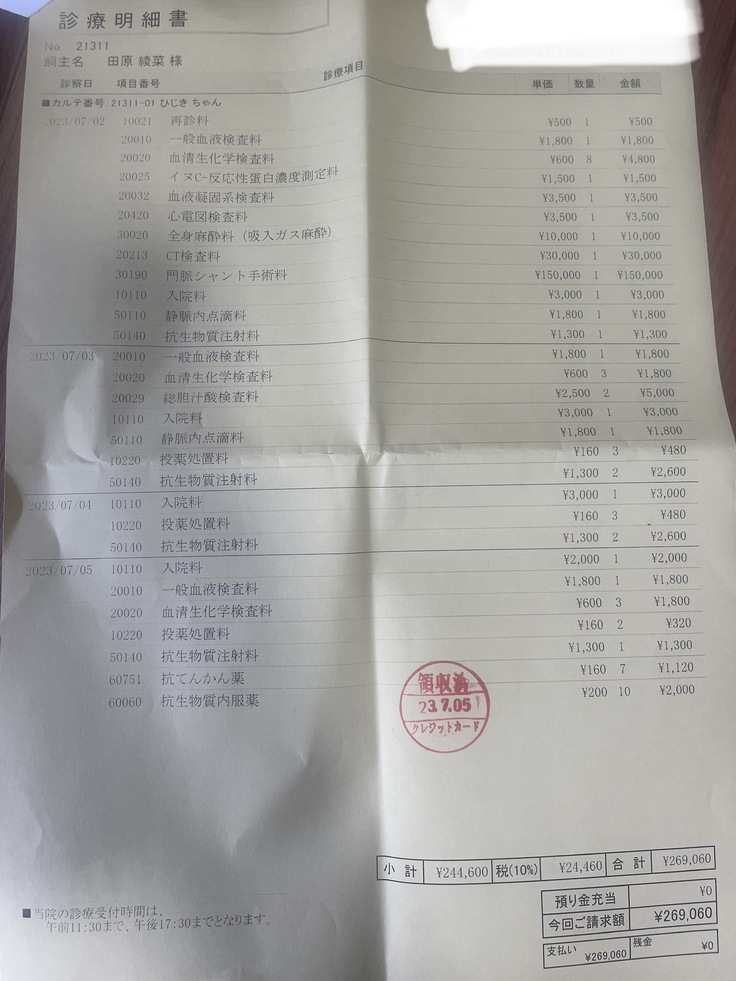 診療明細書
No 21311
飼主名 田原 綾菜 様
診察日 項目番号 診療項目 単価 数量 金額
■カルテ番号:21311-01 ひじき ちゃん
2023/07/02 10021 再診料 ¥500 1 ¥500
20010 一般血液検査料 ¥1,800 1 ¥1,800
20020 血清生化学検査料 ¥600 8 ¥4,800
20025 イヌC-反応性蛋白濃度測定料 ¥1,500 1 ¥1,500
20032 血液凝固系検査料 ¥3,500 1 ¥3,500
20420 心電図検査料 ¥3,500 1 ¥3,500
30020 全身麻酔料（吸入ガス麻酔） ¥10,000 1 ¥10,000
20213 CT検査料 ¥30,000 1 ¥30,000
30190 門脈シャント手術料 ¥150,000 1 ¥150,000
10110 入院料 ¥3,000 1 ¥3,000
50110 静脈内点滴料 ¥1,800 1 ¥1,800
50140 抗生物質注射料 ¥1,300 1 ¥1,300
2023/07/03 20010 一般血液検査料 ¥1,800 1 ¥1,800
20020 血清生化学検査料 ¥600 3 ¥1,800
20029 総胆汁酸検査料 ¥2,500 2 ¥5,000
10110 入院料 ¥3,000 1 ¥3,000
50110 静脈内点滴料 ¥1,800 1 ¥1,800
10220 投薬処置料 ¥160 3 ¥480
50140 抗生物質注射料 ¥1,300 2 ¥2,600
2023/07/04 10110 入院料 ¥3,000 1 ¥3,000
10220 投薬処置料 ¥160 3 ¥480
50140 抗生物質注射料 ¥1,300 2 ¥2,600
2023/07/05 10110 入院料 ¥2,000 1 ¥2,000
20010 一般血液検査料 ¥1,800 1 ¥1,800
20020 血清生化学検査料 ¥600 3 ¥1,800
10220 投薬処置料 ¥160 2 ¥320
50140 抗生物質注射料 ¥1,300 1 ¥1,300
60751 抗てんかん薬 ¥160 7 ¥1,120
60060 抗生物質内服薬 ¥200 10 ¥2,000
領収済
23.7.05
クレジットカード
小計 ¥244,600 税(10%) ¥24,460 合計 ¥269,060
預り金充当 ¥0
今回ご請求額 ¥269,060
支払い ¥269,060 残金 ¥0
■当院の診療受付時間は、
午前11:30まで、午後17:30までとなります。